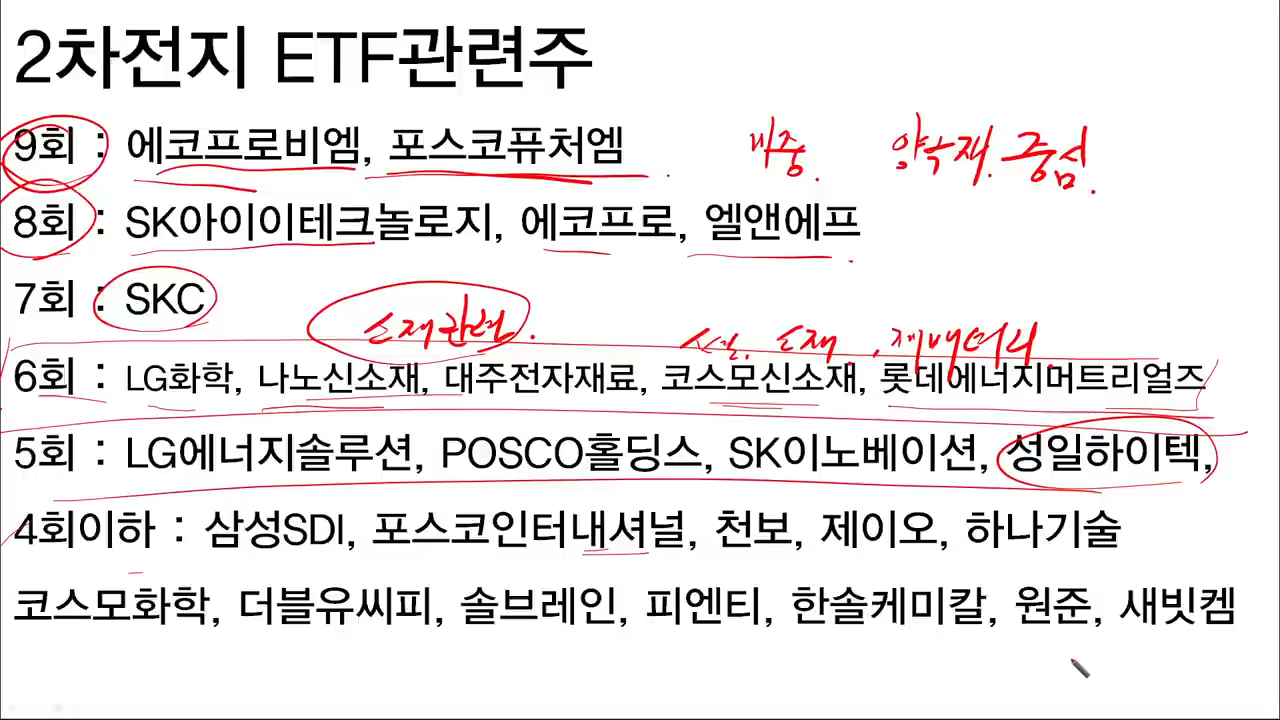 2차전지 ETF관련주
9회 : 에코프로비엠, 포스코퓨처엠
비중. 양극재. 중심.
8회 : SK아이이테크놀로지, 에코프로, 엘앤에프
7회 : SKC
소재관련.
소재, 폐배터리
6회 : LG화학, 나노신소재, 대주전자재료, 코스모신소재, 롯데에너지머트리얼즈
5회 : LG에너지솔루션, POSCO홀딩스, SK이노베이션, 성일하이텍,
4회이하 : 삼성SDI, 포스코인터내셔널, 천보, 제이오, 하나기술
코스모화학, 더블유씨피, 솔브레인, 피엔티, 한솔케미칼, 원준, 새빗켐